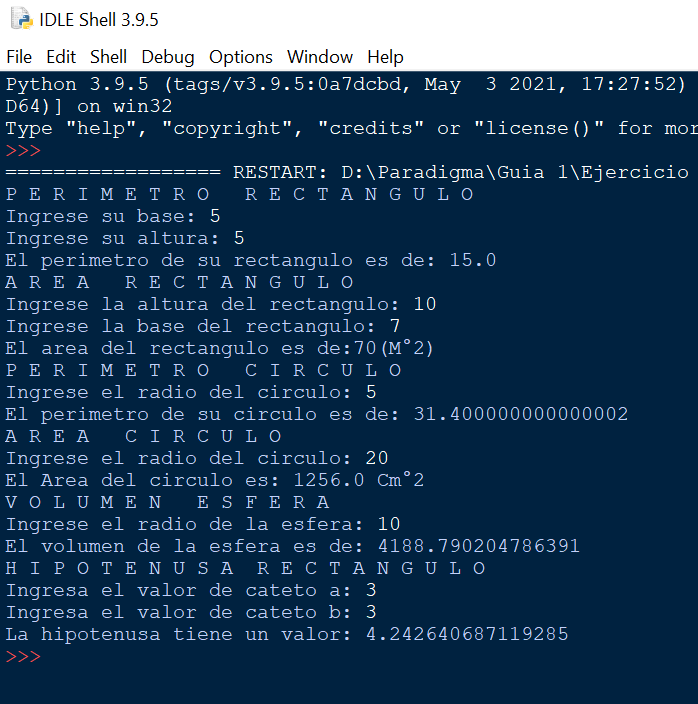 IDLE Shell 3.9.5
File Edit Shell Debug Options Window Help
Python 3.9.5 (tags/v3.9.5:0a7dcbd, May  3 2021, 17:27:52)
D64)] on win32
Type "help", "copyright", "credits" or "license()" for mor
>>>
================== RESTART: D:\Paradigma\Guia 1\Ejercicio
P E R I M E T R O   R E C T A N G U L O
Ingrese su base: 5
Ingrese su altura: 5
El perimetro de su rectangulo es de: 15.0
A R E A   R E C T A N G U L O
Ingrese la altura del rectangulo: 10
Ingrese la base del rectangulo: 7
El area del rectangulo es de:70(M°2)
P E R I M E T R O   C I R C U L O
Ingrese el radio del circulo: 5
El perimetro de su circulo es de: 31.400000000000002
A R E A   C I R C U L O
Ingrese el radio del circulo: 20
El Area del circulo es: 1256.0 Cm°2
V O L U M E N   E S F E R A
Ingrese el radio de la esfera: 10
El volumen de la esfera es de: 4188.790204786391
H I P O T E N U S A  R E C T A N G U L O
Ingresa el valor de cateto a: 3
Ingresa el valor de cateto b: 3
La hipotenusa tiene un valor: 4.242640687119285
>>>